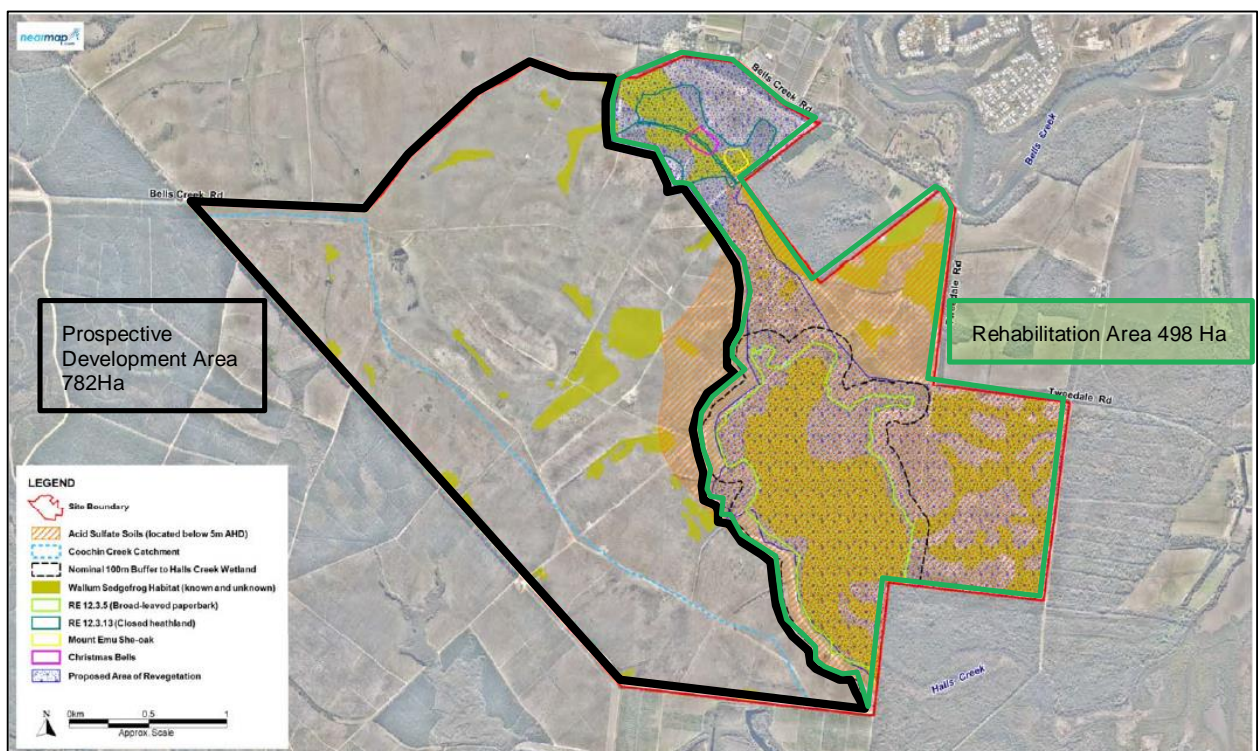 nearmap
.com
Bells Creek Rd
Bells Creek
Bells Creek Rd
Prospective
Development Area
782Ha
Rd
Rehabilitation Area 498 Ha
Tweedale Rd
Halls Creek
LEGEND
Site Boundary
Acid Sulfate Soils (located below 5m AHD)
Coochin Creek Catchment
Nominal 100m Buffer to Halls Creek Wetland
Wallum Sedgefrog Habitat (known and unknown)
RE 12.3.5 (Broad-leaved paperbark)
RE 12.3.13 (Closed heathland)
Mount Emu She-oak
Christmas Bells
Proposed Area of Revegetation
N
0km 0.5 1
Approx. Scale